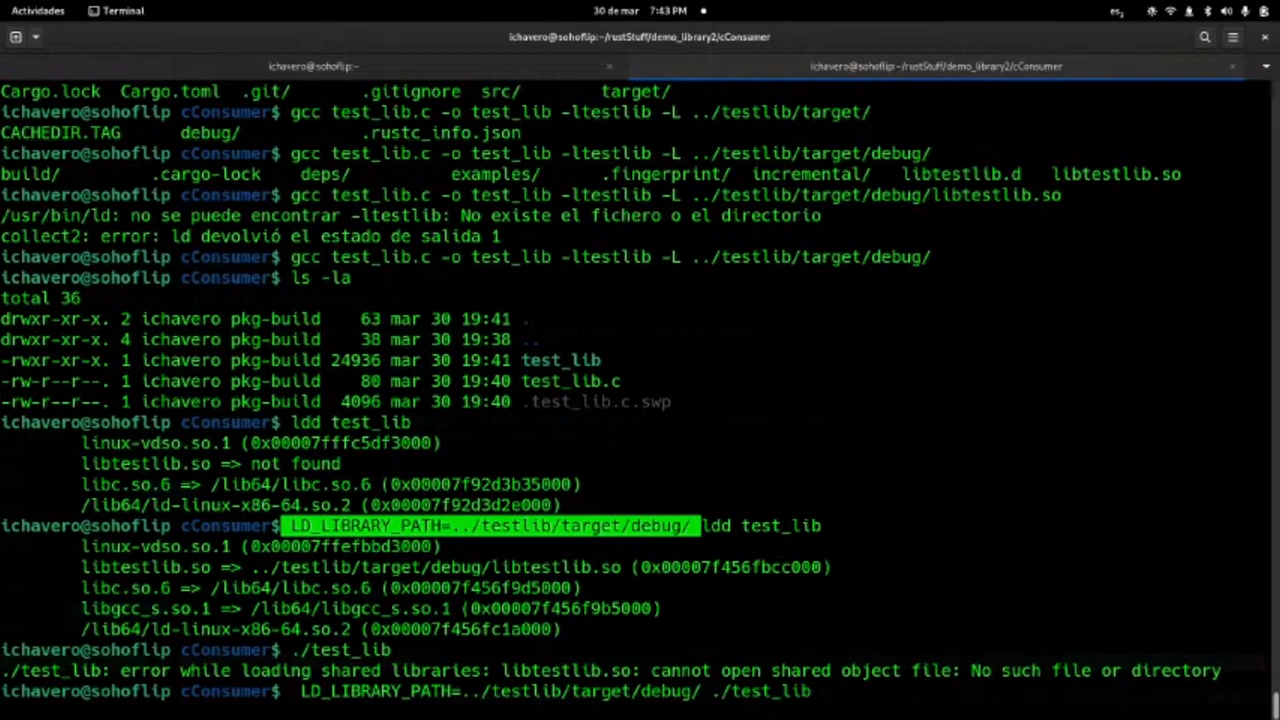 Actividades Terminal 30 de mar 7:43 PM es₂
ichavero@sohoflip:~/rustStuff/demo_library2/cConsumer
ichavero@sohoflip:~ × ichavero@sohoflip:~/rustStuff/demo_library2/cConsumer ×
Cargo.lock Cargo.toml .git/ .gitignore src/ target/
ichavero@sohoflip cConsumer$ gcc test_lib.c -o test_lib -ltestlib -L ../testlib/target/
CACHEDIR.TAG debug/ .rustc_info.json
ichavero@sohoflip cConsumer$ gcc test_lib.c -o test_lib -ltestlib -L ../testlib/target/debug/
build/ .cargo-lock deps/ examples/ .fingerprint/ incremental/ libtestlib.d libtestlib.so
ichavero@sohoflip cConsumer$ gcc test_lib.c -o test_lib -ltestlib -L ../testlib/target/debug/libtestlib.so
/usr/bin/ld: no se puede encontrar -ltestlib: No existe el fichero o el directorio
collect2: error: ld devolvió el estado de salida 1
ichavero@sohoflip cConsumer$ gcc test_lib.c -o test_lib -ltestlib -L ../testlib/target/debug/
ichavero@sohoflip cConsumer$ ls -la
total 36
drwxr-xr-x. 2 ichavero pkg-build 63 mar 30 19:41 .
drwxr-xr-x. 4 ichavero pkg-build 38 mar 30 19:38 ..
-rwxr-xr-x. 1 ichavero pkg-build 24936 mar 30 19:41 test_lib
-rw-r--r--. 1 ichavero pkg-build 80 mar 30 19:40 test_lib.c
-rw-r--r--. 1 ichavero pkg-build 4096 mar 30 19:40 .test_lib.c.swp
ichavero@sohoflip cConsumer$ ldd test_lib
linux-vdso.so.1 (0x00007fffc5df3000)
libtestlib.so => not found
libc.so.6 => /lib64/libc.so.6 (0x00007f92d3b35000)
/lib64/ld-linux-x86-64.so.2 (0x00007f92d3d2e000)
ichavero@sohoflip cConsumer$ LD_LIBRARY_PATH=../testlib/target/debug/ ldd test_lib
linux-vdso.so.1 (0x00007ffefbbd3000)
libtestlib.so => ../testlib/target/debug/libtestlib.so (0x00007f456fbcc000)
libc.so.6 => /lib64/libc.so.6 (0x00007f456f9d5000)
libgcc_s.so.1 => /lib64/libgcc_s.so.1 (0x00007f456f9b5000)
/lib64/ld-linux-x86-64.so.2 (0x00007f456fc1a000)
ichavero@sohoflip cConsumer$ ./test_lib
./test_lib: error while loading shared libraries: libtestlib.so: cannot open shared object file: No such file or directory
ichavero@sohoflip cConsumer$ LD_LIBRARY_PATH=../testlib/target/debug/ ./test_lib